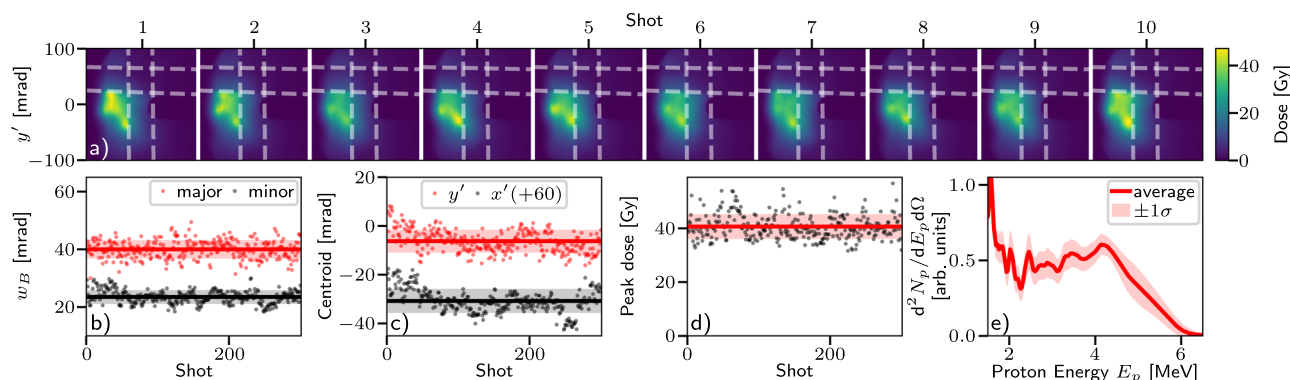 Shot
1 2 3 4 5 6 7 8 9 10
y′ [mrad]
100
0
−100
a)
40
20
0
Dose [Gy]
w_B [mrad]
60
40
20
major minor
b)
0 200
Shot
Centroid [mrad]
20
0
−20
−40
y′ x′(+60)
c)
0 200
Shot
Peak dose [Gy]
40
20
0
d)
0 200
Shot
d²N_p/dE_p dΩ
[arb. units]
1.0
0.5
0.0
average
±1σ
e)
2 4 6
Proton Energy E_p [MeV]